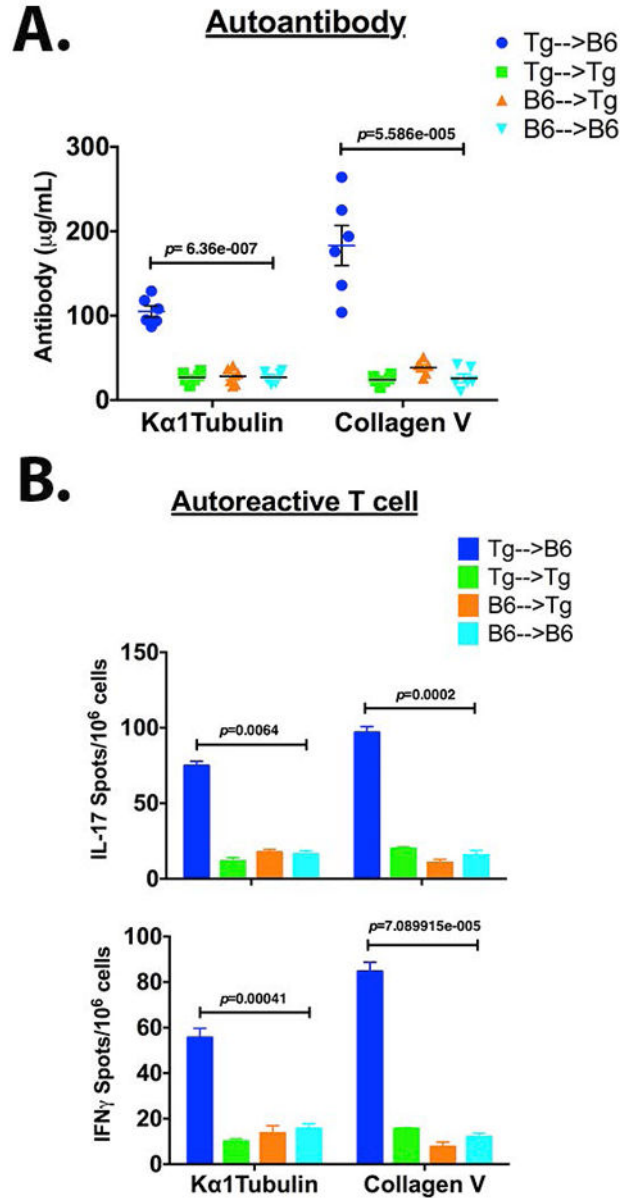 A.
Autoantibody
Tg-->B6
Tg-->Tg
B6-->Tg
B6-->B6
Antibody (µg/mL)
300
200
100
0
p= 6.36e-007
p=5.586e-005
Kα1Tubulin
Collagen V
B.
Autoreactive T cell
Tg-->B6
Tg-->Tg
B6-->Tg
B6-->B6
IL-17 Spots/10⁶ cells
150
100
50
0
p=0.0064
p=0.0002
IFNγ Spots/10⁶ cells
100
80
60
40
20
0
p=0.00041
p=7.089915e-005
Kα1Tubulin
Collagen V